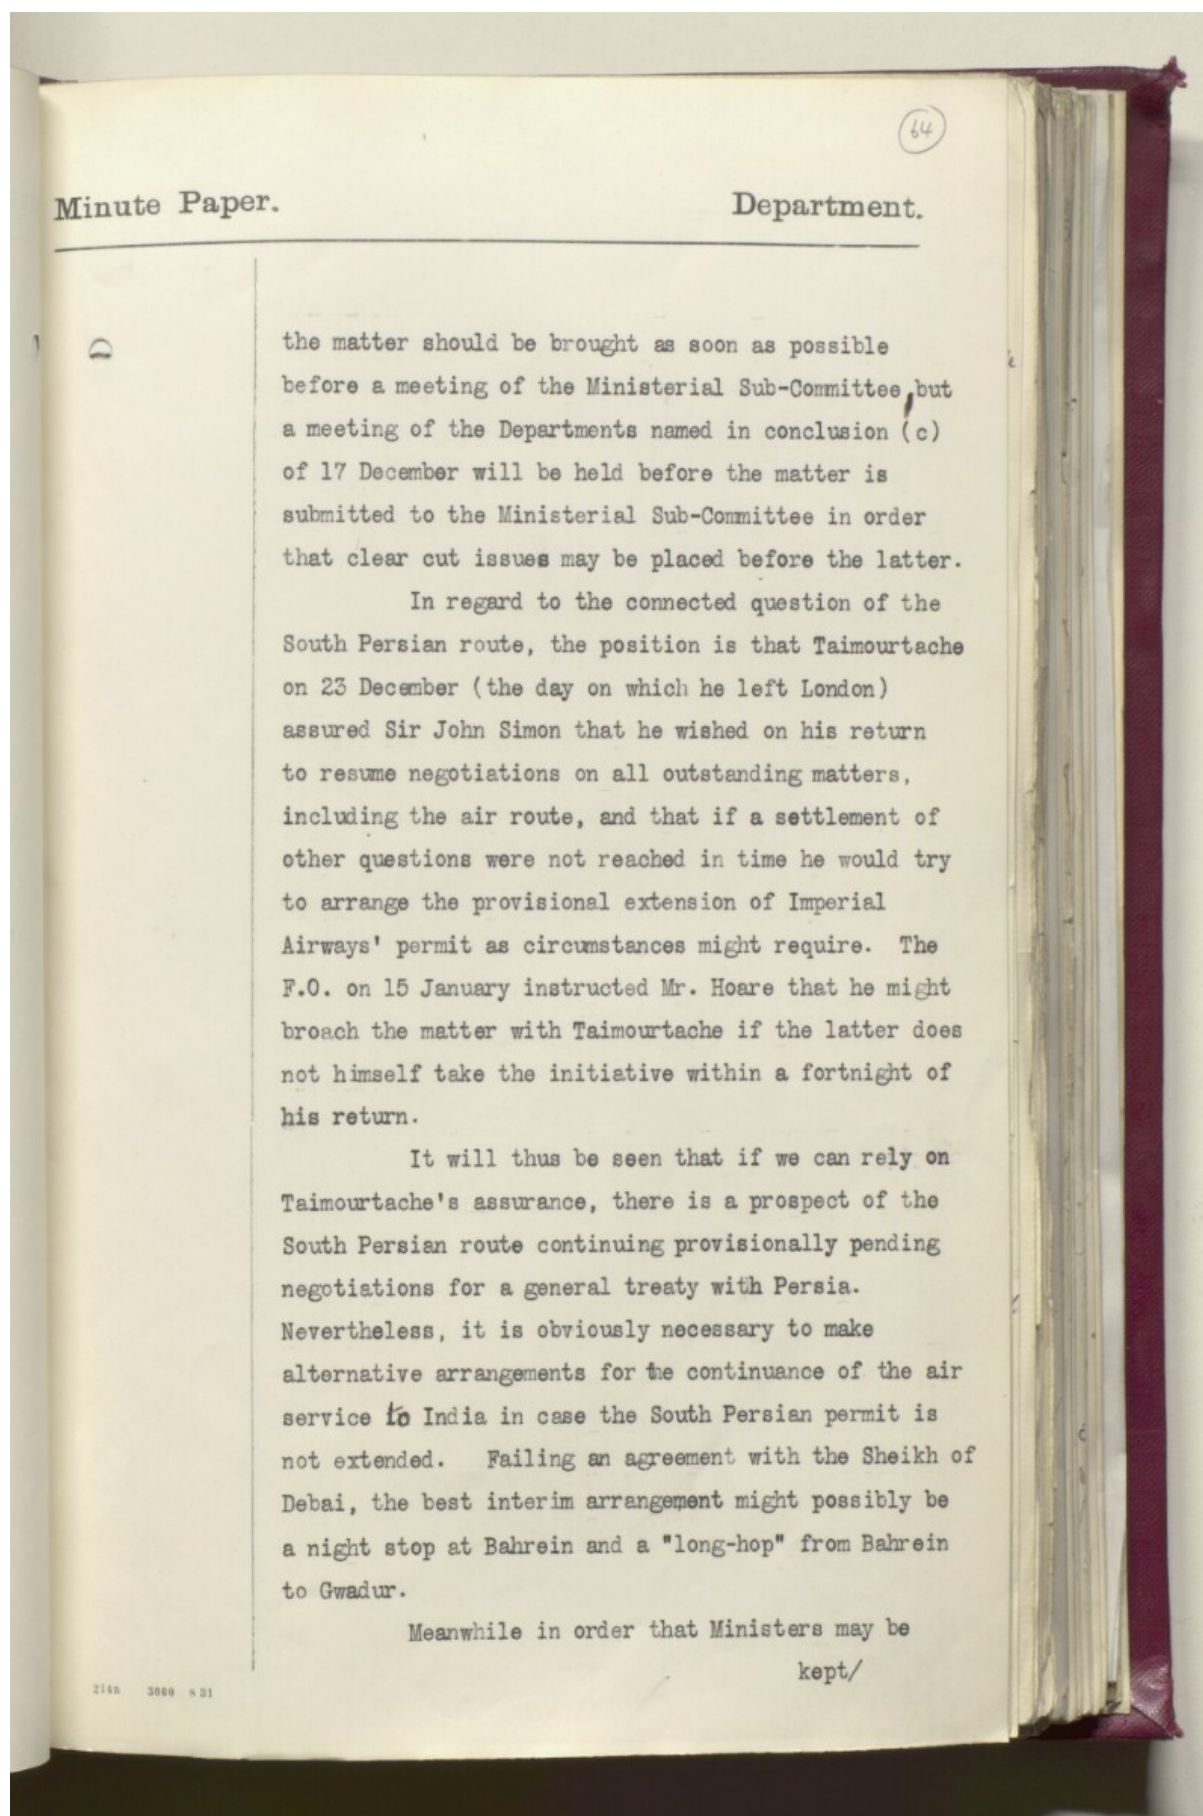 64
Minute Paper. Department.
the matter should be brought as soon as possible
before a meeting of the Ministerial Sub-Committee, but
a meeting of the Departments named in conclusion (c)
of 17 December will be held before the matter is
submitted to the Ministerial Sub-Committee in order
that clear cut issues may be placed before the latter.
In regard to the connected question of the
South Persian route, the position is that Taimourtache
on 23 December (the day on which he left London)
assured Sir John Simon that he wished on his return
to resume negotiations on all outstanding matters,
including the air route, and that if a settlement of
other questions were not reached in time he would try
to arrange the provisional extension of Imperial
Airways' permit as circumstances might require. The
F.O. on 15 January instructed Mr. Hoare that he might
broach the matter with Taimourtache if the latter does
not himself take the initiative within a fortnight of
his return.
It will thus be seen that if we can rely on
Taimourtache's assurance, there is a prospect of the
South Persian route continuing provisionally pending
negotiations for a general treaty with Persia.
Nevertheless, it is obviously necessary to make
alternative arrangements for the continuance of the air
service to India in case the South Persian permit is
not extended. Failing an agreement with the Sheikh of
Debai, the best interim arrangement might possibly be
a night stop at Bahrein and a "long-hop" from Bahrein
to Gwadur.
Meanwhile in order that Ministers may be
kept/
3000 8 31